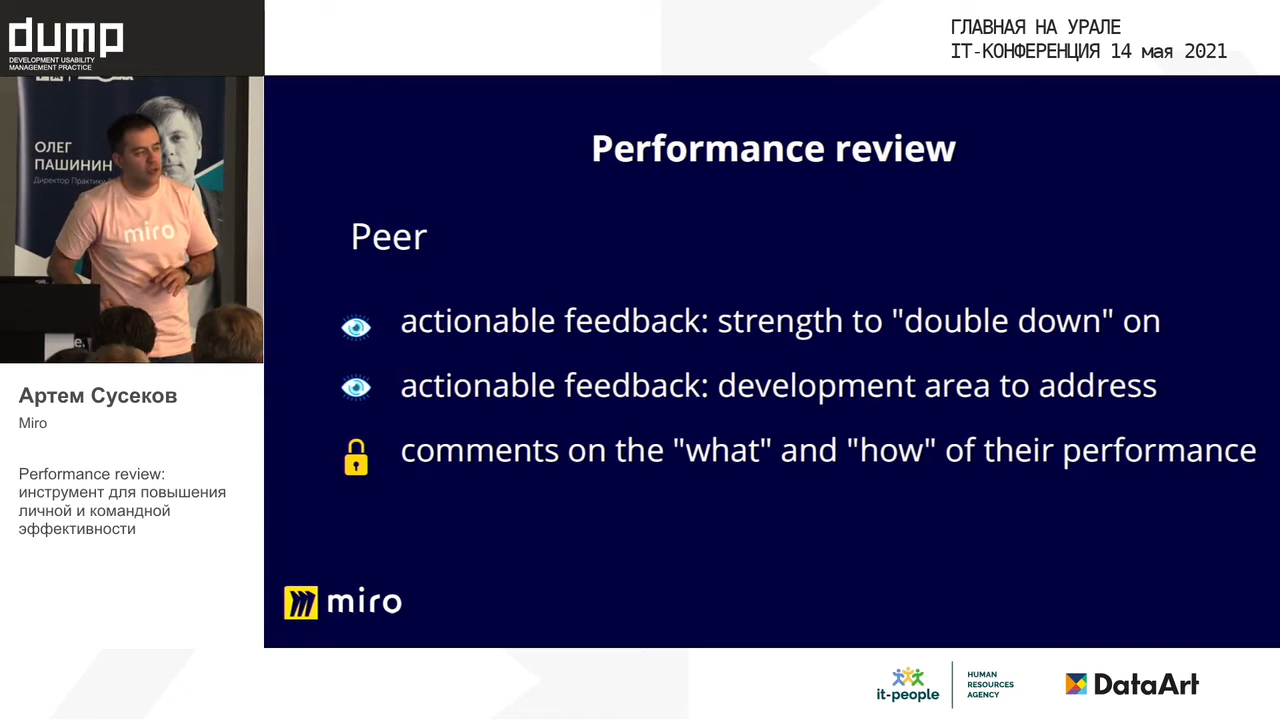 dump
DEVELOPMENT USABILITY
MANAGEMENT PRACTICE
ГЛАВНАЯ НА УРАЛЕ
IT-КОНФЕРЕНЦИЯ 14 мая 2021
ОЛЕГ
ПАШИНИН
Директор Практики
miro
Performance review
Peer
actionable feedback: strength to "double down" on
actionable feedback: development area to address
comments on the "what" and "how" of their performance
miro
Артем Сусеков
Miro
Performance review:
инструмент для повышения
личной и командной
эффективности
it-people
HUMAN
RESOURCES
AGENCY
DataArt